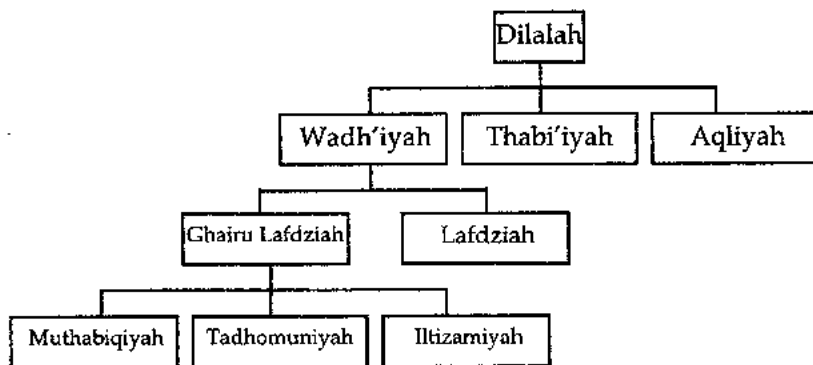 Dilalah
Wadh'iyah
Thabi'iyah
Aqliyah
Ghairu Lafdziah
Lafdziah
Muthabiqiyah
Tadhomuniyah
Iltizamiyah